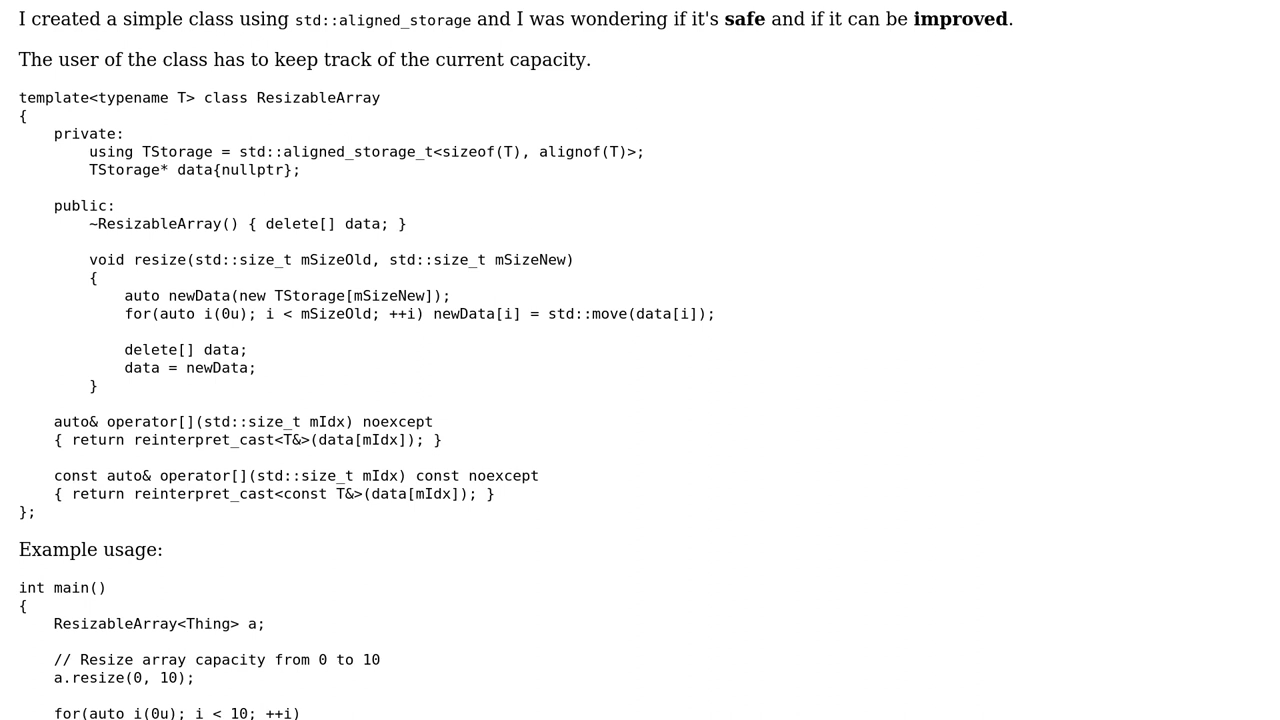 I created a simple class using std::aligned_storage and I was wondering if it's safe and if it can be improved.
The user of the class has to keep track of the current capacity.
template<typename T> class ResizableArray
{
    private:
        using TStorage = std::aligned_storage_t<sizeof(T), alignof(T)>;
        TStorage* data{nullptr};

    public:
        ~ResizableArray() { delete[] data; }

        void resize(std::size_t mSizeOld, std::size_t mSizeNew)
        {
            auto newData(new TStorage[mSizeNew]);
            for(auto i(0u); i < mSizeOld; ++i) newData[i] = std::move(data[i]);

            delete[] data;
            data = newData;
        }

    auto& operator[](std::size_t mIdx) noexcept
    { return reinterpret_cast<T&>(data[mIdx]); }

    const auto& operator[](std::size_t mIdx) const noexcept
    { return reinterpret_cast<const T&>(data[mIdx]); }
};
Example usage:
int main()
{
    ResizableArray<Thing> a;

    // Resize array capacity from 0 to 10
    a.resize(0, 10);

    for(auto i(0u); i < 10; ++i)